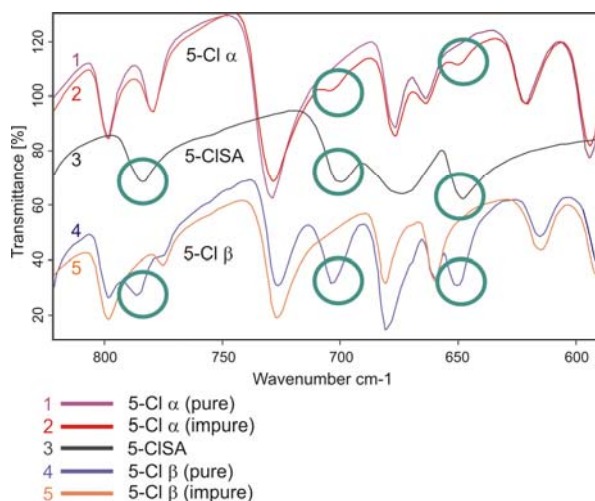 120
100
80
60
40
20
Transmittance [%]
1
2
3
4
5
5-Cl α
5-ClSA
5-Cl β
800 750 700 650 600
Wavenumber cm-1
1 5-Cl α (pure)
2 5-Cl α (impure)
3 5-ClSA
4 5-Cl β (pure)
5 5-Cl β (impure)